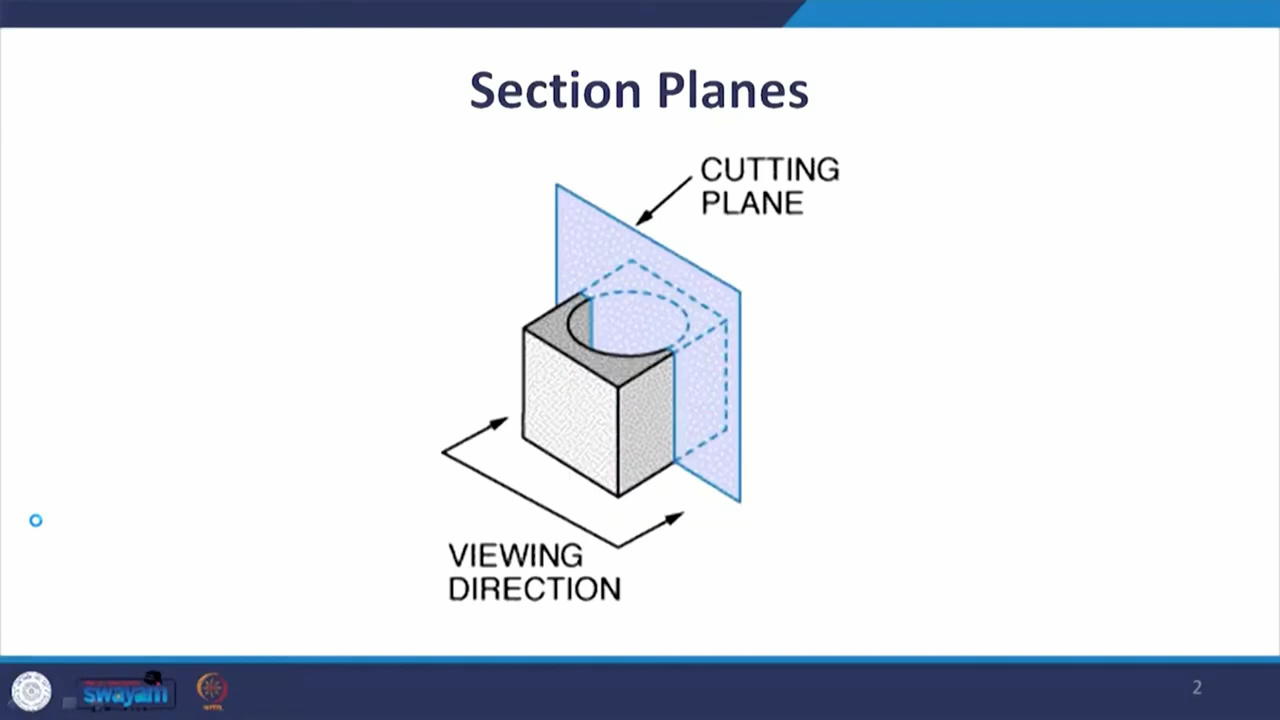 Section Planes
CUTTING
PLANE
VIEWING
DIRECTION
swayam
2